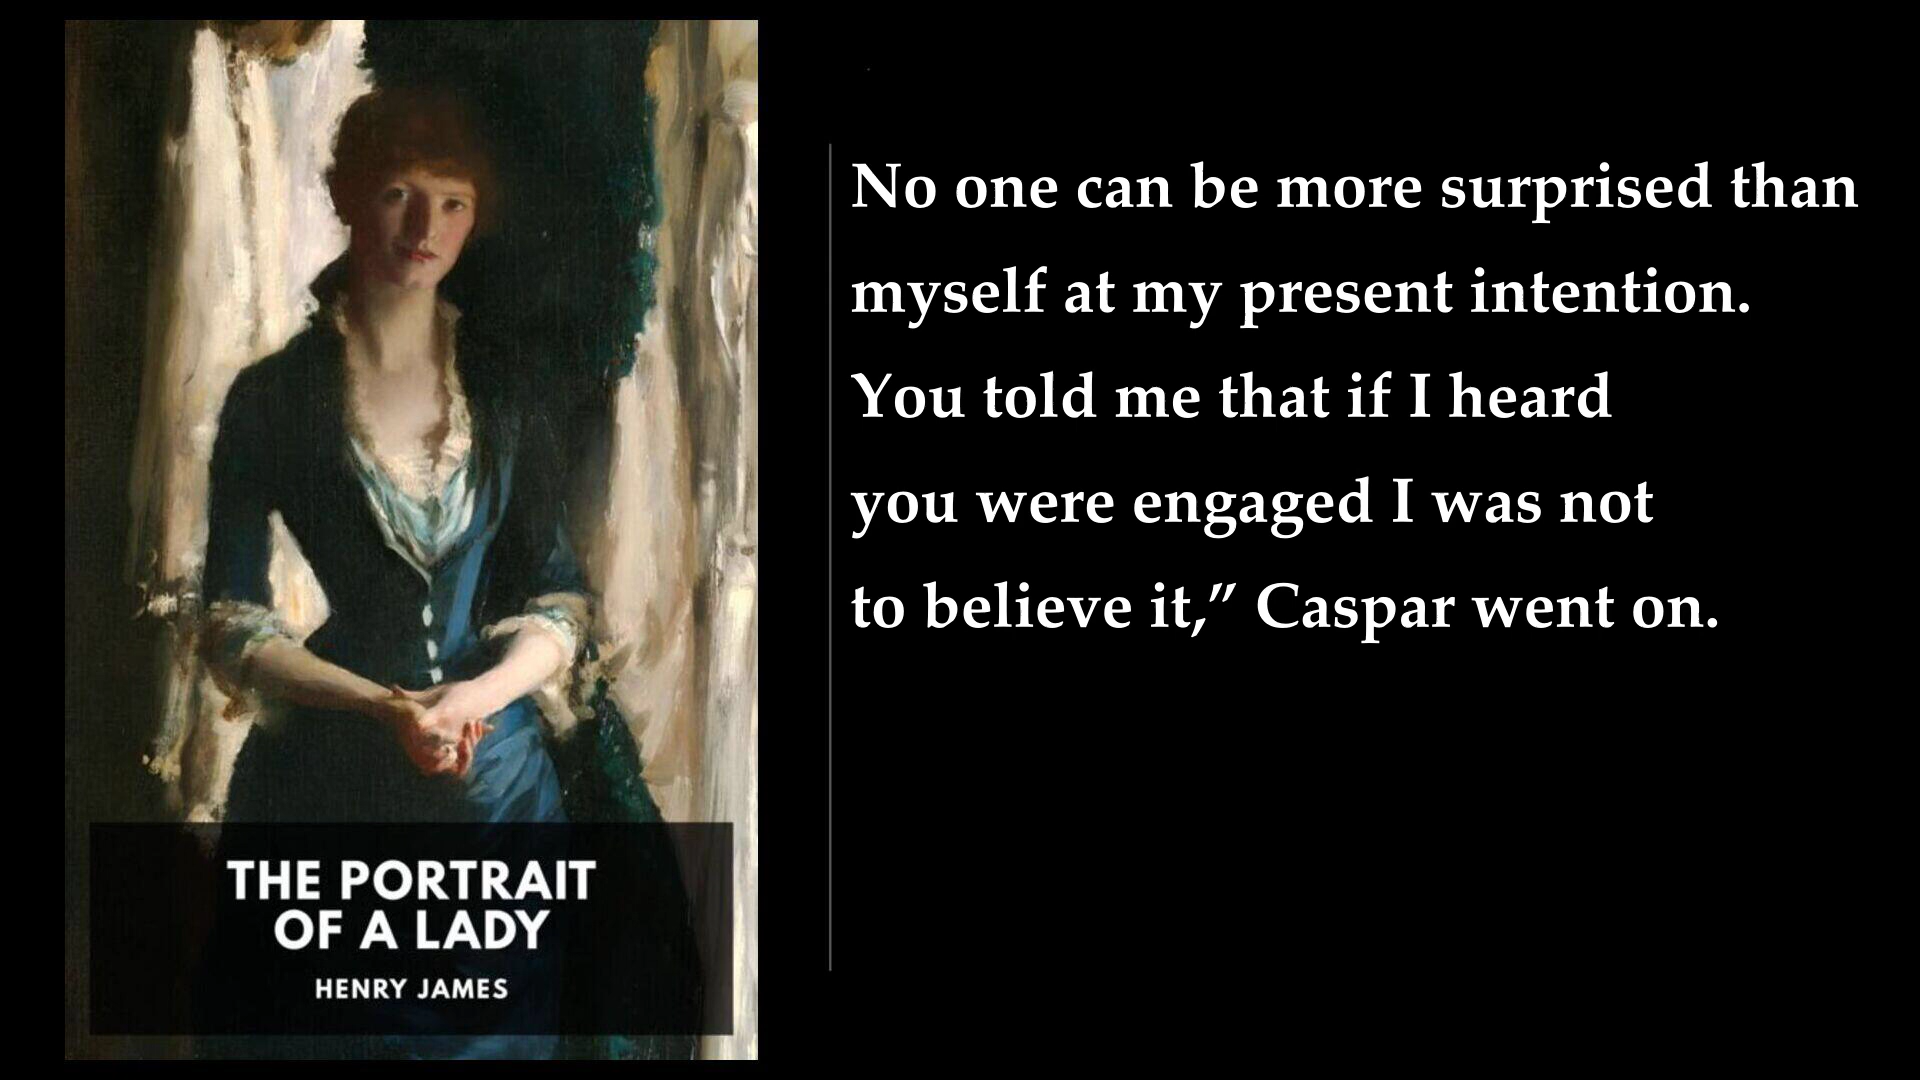 No one can be more surprised than
myself at my present intention.
You told me that if I heard
you were engaged I was not
to believe it,” Caspar went on.
THE PORTRAIT
OF A LADY
HENRY JAMES